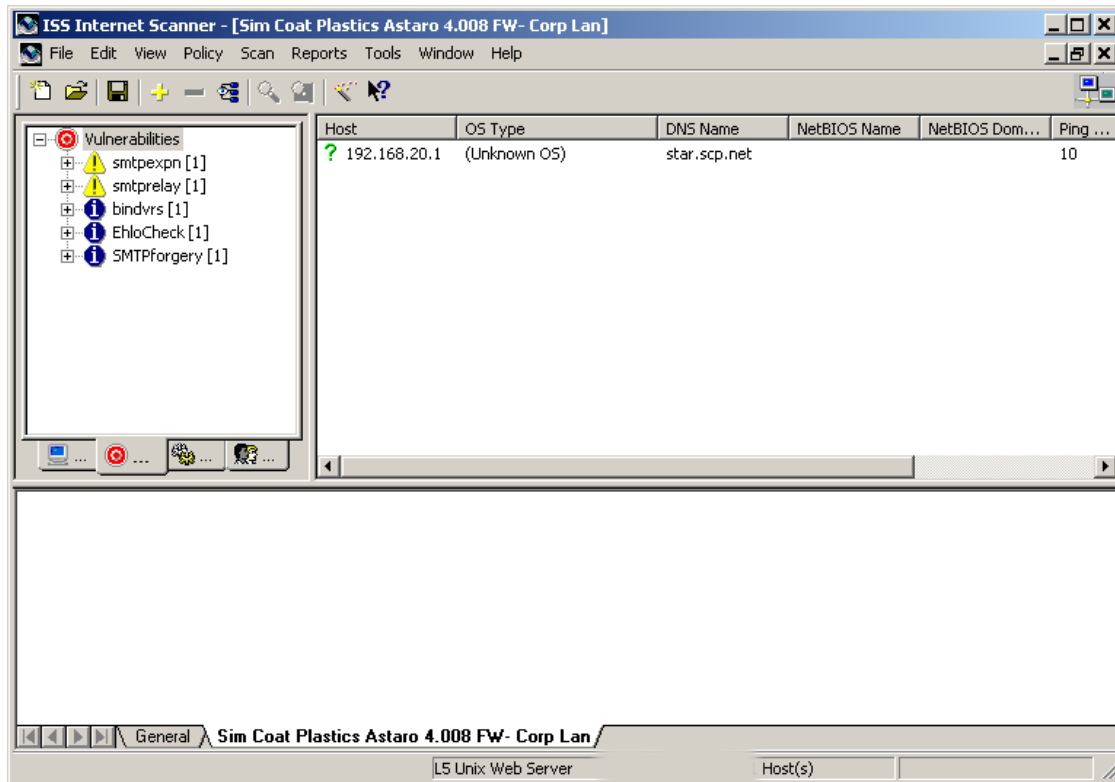 ISS Internet Scanner - [Sim Coat Plastics Astaro 4.008 FW- Corp Lan]
File Edit View Policy Scan Reports Tools Window Help
Vulnerabilities
smtpexpn [1]
smtprelay [1]
bindvrs [1]
EhloCheck [1]
SMTPforgery [1]
... ... ... ...
Host OS Type DNS Name NetBIOS Name NetBIOS Dom... Ping ...
? 192.168.20.1 (Unknown OS) star.scp.net 10
General Sim Coat Plastics Astaro 4.008 FW- Corp Lan
L5 Unix Web Server Host(s)